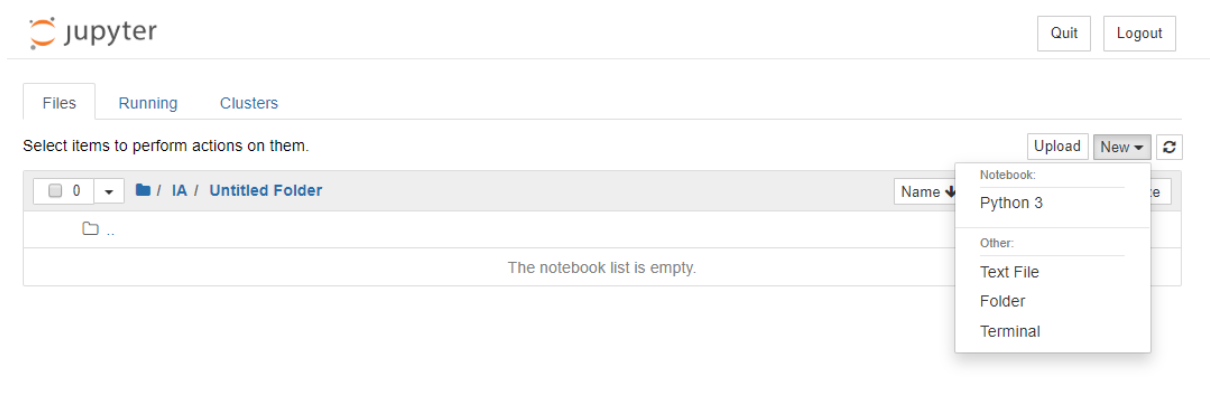 jupyter
Quit Logout
Files Running Clusters
Select items to perform actions on them.
Upload New
0 / IA / Untitled Folder
Name
..
The notebook list is empty.
Notebook:
Python 3
Other:
Text File
Folder
Terminal